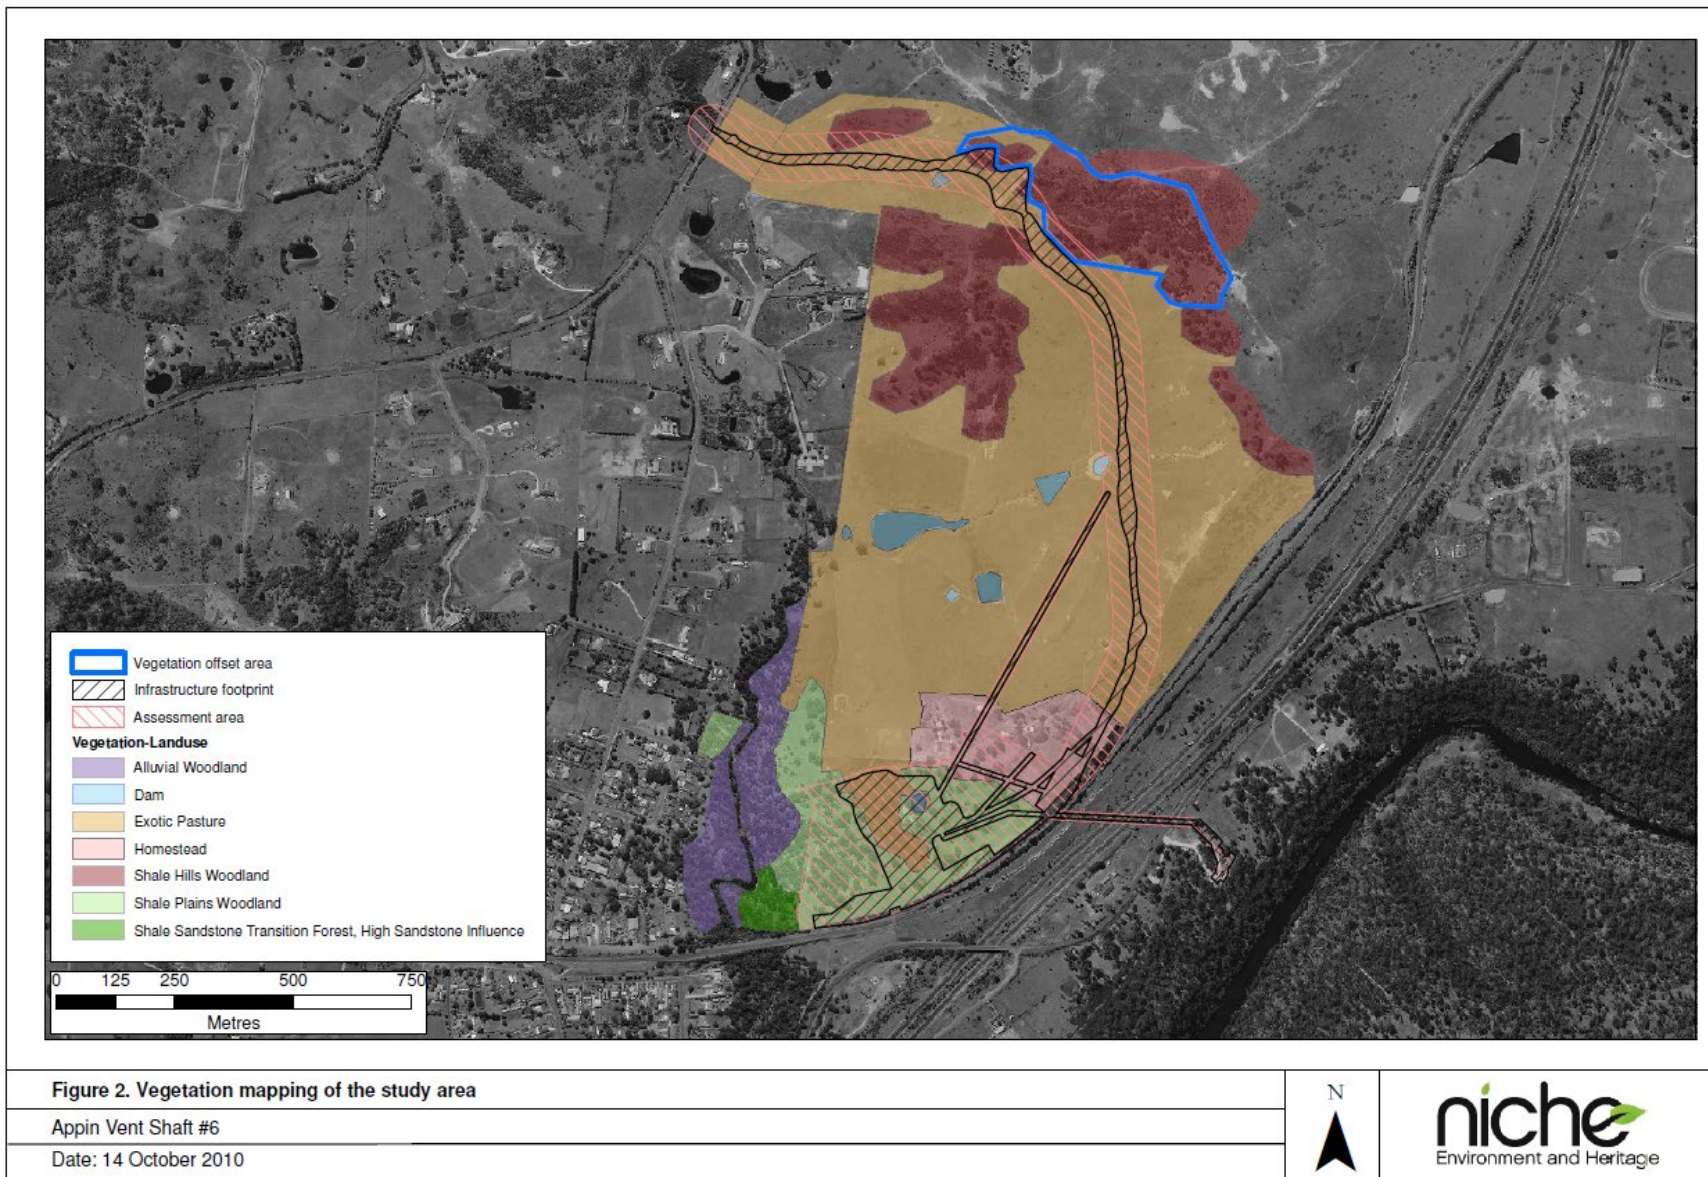 Vegetation offset area
Infrastructure footprint
Assessment area
Vegetation-Landuse
Alluvial Woodland
Dam
Exotic Pasture
Homestead
Shale Hills Woodland
Shale Plains Woodland
Shale Sandstone Transition Forest, High Sandstone Influence
0 125 250 500 750
Metres
Figure 2. Vegetation mapping of the study area
Appin Vent Shaft #6
Date: 14 October 2010
N
niche
Environment and Heritage